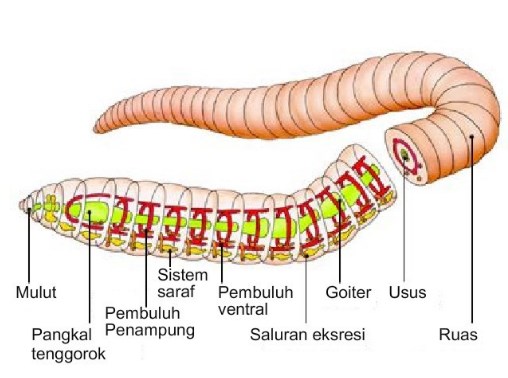 Mulut
Pangkal
tenggorok
Pembuluh
Penampung
Sistem
saraf
Pembuluh
ventral
Saluran eksresi
Goiter
Usus
Ruas